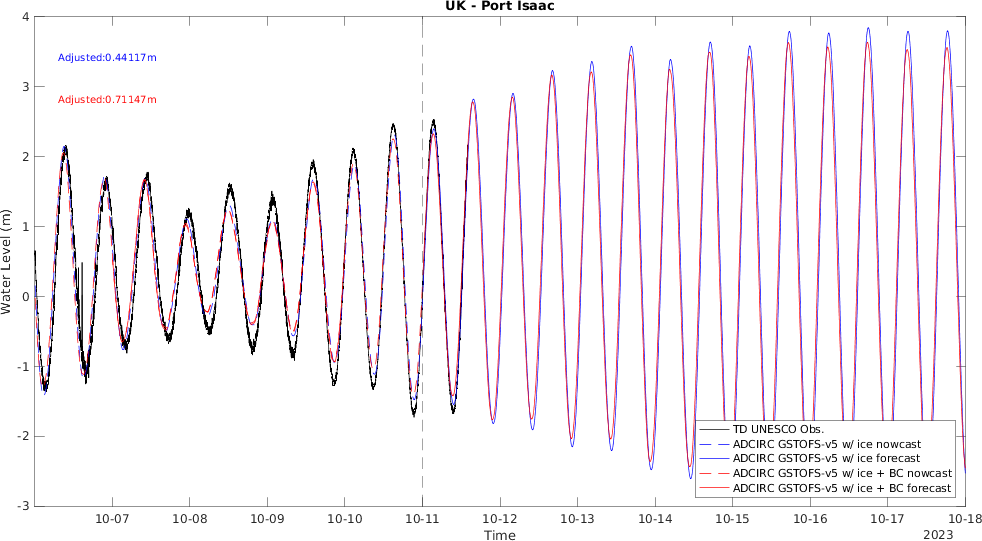 UK - Port Isaac
4
3
2
1
0
-1
-2
-3
Water Level (m)
Adjusted:0.44117m
Adjusted:0.71147m
TD UNESCO Obs.
ADCIRC GSTOFS-v5 w/ ice nowcast
ADCIRC GSTOFS-v5 w/ ice forecast
ADCIRC GSTOFS-v5 w/ ice + BC nowcast
ADCIRC GSTOFS-v5 w/ ice + BC forecast
10-07 10-08 10-09 10-10 10-11 10-12 10-13 10-14 10-15 10-16 10-17 10-18
Time
2023